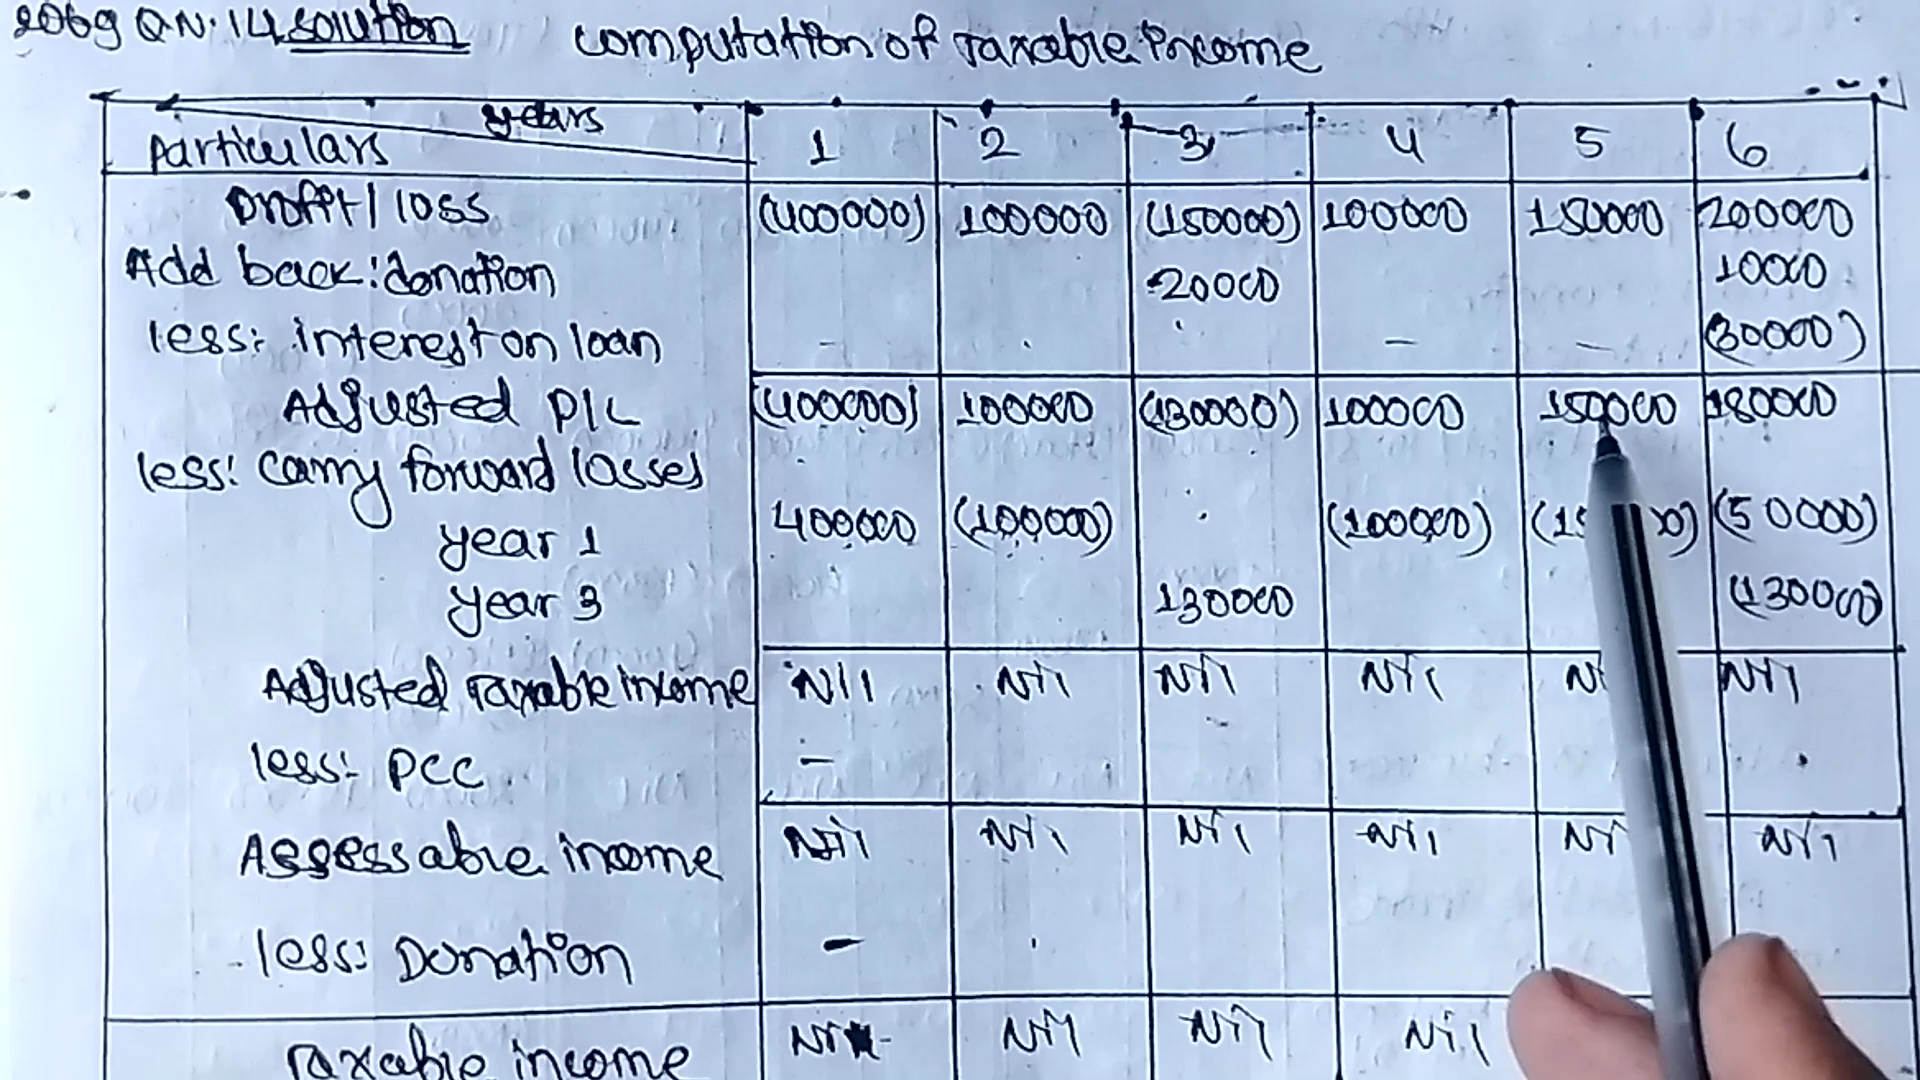 2069 QN: 14 solution computation of Taxable income
years
particulars 1 2 3 4 5 6
profit/loss (400000) 100000 (150000) 100000 150000 200000
Add back: donation 20000 10000
less: interest on loan - - - (30000)
Adjusted P/L (400000) 100000 (130000) 100000 150000 180000
less: Carry forward losses
year 1 400000 (100000) (100000) (50000)
year 3 130000 (130000)
Adjusted Taxable income Nil Nil Nil Nil Nil
less:- PCC -
Assessable income Nil Nil Nil Nil Nil
less: Donation -
Taxable income Nil Nil Nil